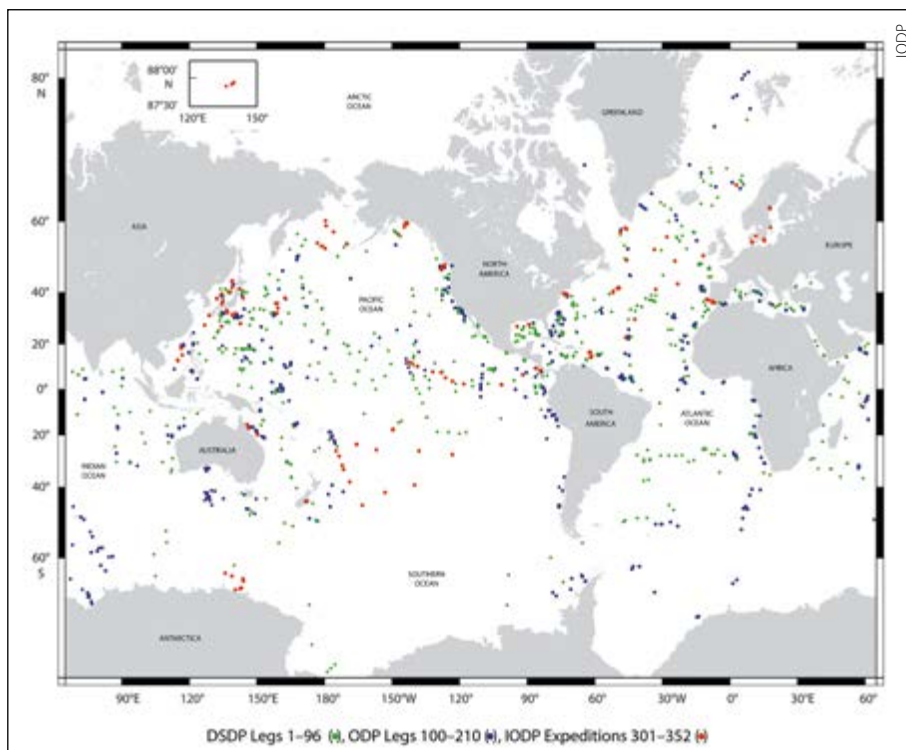 IODP
80°
N
88°00'
N
87°30'
120°E 150°
ARCTIC
OCEAN
GREENLAND
60°
ASIA
NORTH
AMERICA
EUROPE
40°
PACIFIC
OCEAN
20°
AFRICA
0°
SOUTH
AMERICA
ATLANTIC
OCEAN
20°
AUSTRALIA
INDIAN
OCEAN
40°
60°
S
SOUTHERN
OCEAN
ANTARCTICA
90°E 120° 150°E 180° 150°W 120° 90°W 60° 30°W 0° 30°E 60°
DSDP Legs 1–96 (•), ODP Legs 100–210 (•), IODP Expeditions 301–352 (•)